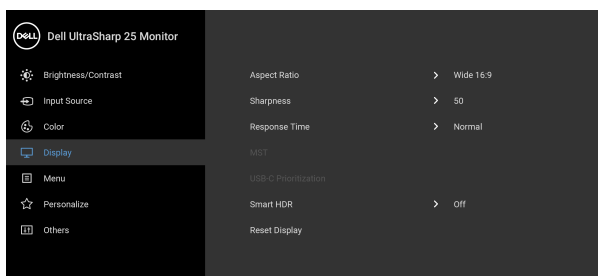 DELL Dell UltraSharp 25 Monitor
Brightness/Contrast
Input Source
Color
Display
Menu
Personalize
Others
Aspect Ratio Wide 16:9
Sharpness 50
Response Time Normal
MST
USB-C Prioritization
Smart HDR Off
Reset Display